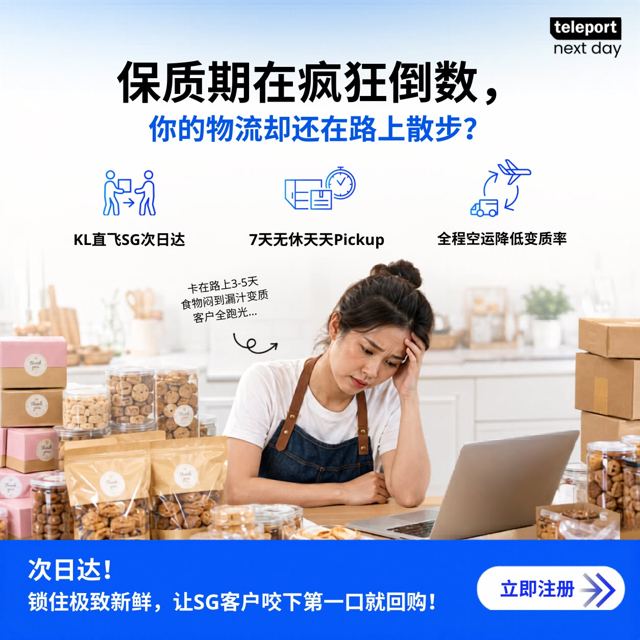 teleport
next day
保质期在疯狂倒数，
你的物流却还在路上散步？
KL直飞SG次日达
7天无休天天Pickup
全程空运降低变质率
卡在路上3-5天
食物闷到漏汁变质
客户全跑光...
次日达！
锁住极致新鲜，让SG客户咬下第一口就回购！
立即注册